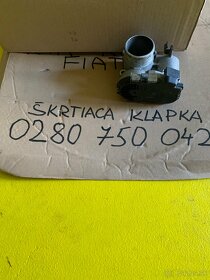 FIAT
ŠKRTIACA KLAPKA
0280 750 042